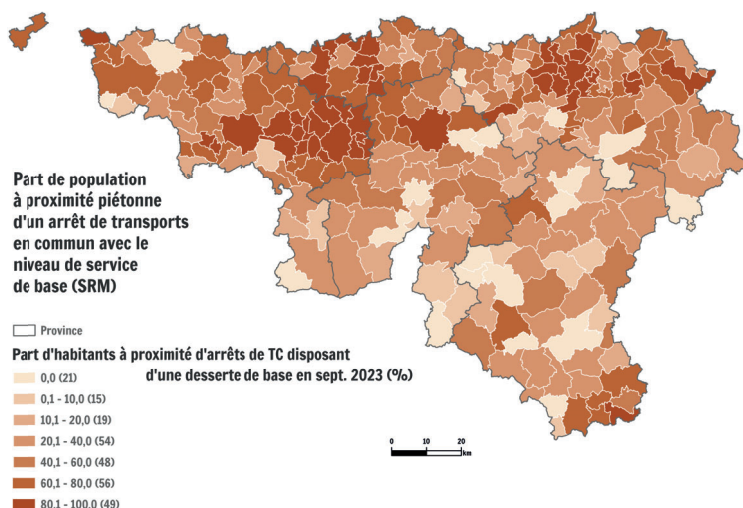 Part de population
à proximité piétonne
d'un arrêt de transports
en commun avec le
niveau de service
de base (SRM)
Province
Part d'habitants à proximité d'arrêts de TC disposant
d'une desserte de base en sept. 2023 (%)
0,0 (21)
0,1 - 10,0 (15)
10,1 - 20,0 (19)
20,1 - 40,0 (54)
40,1 - 60,0 (48)
60,1 - 80,0 (56)
80,1 - 100,0 (49)
0 10 20
km